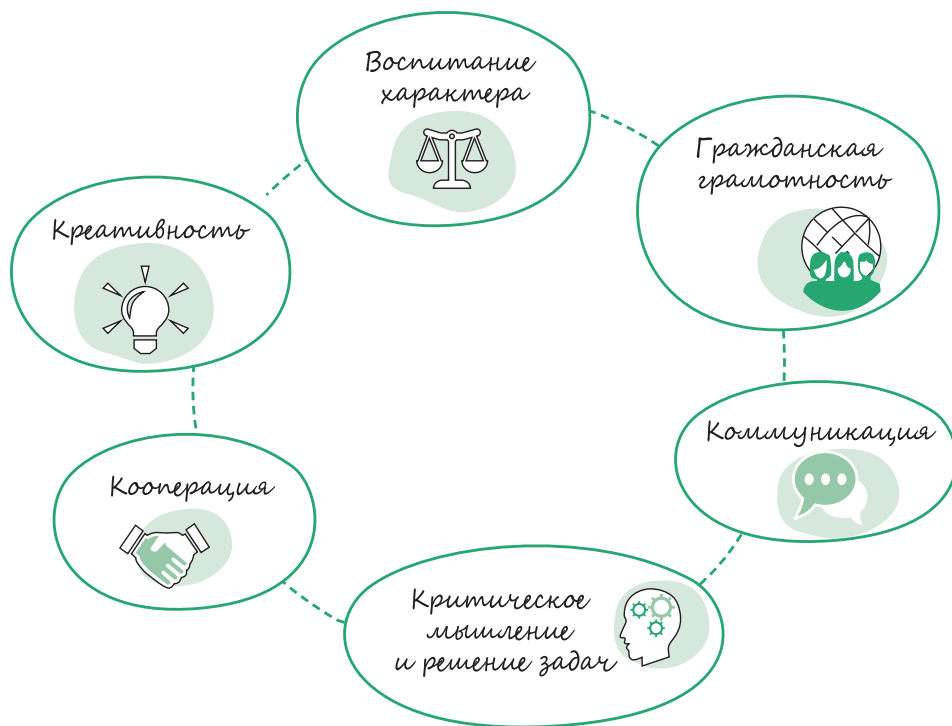 Воспитание
характера
Гражданская
грамотность
Креативность
Коммуникация
Кооперация
Критическое
мышление
и решение задач